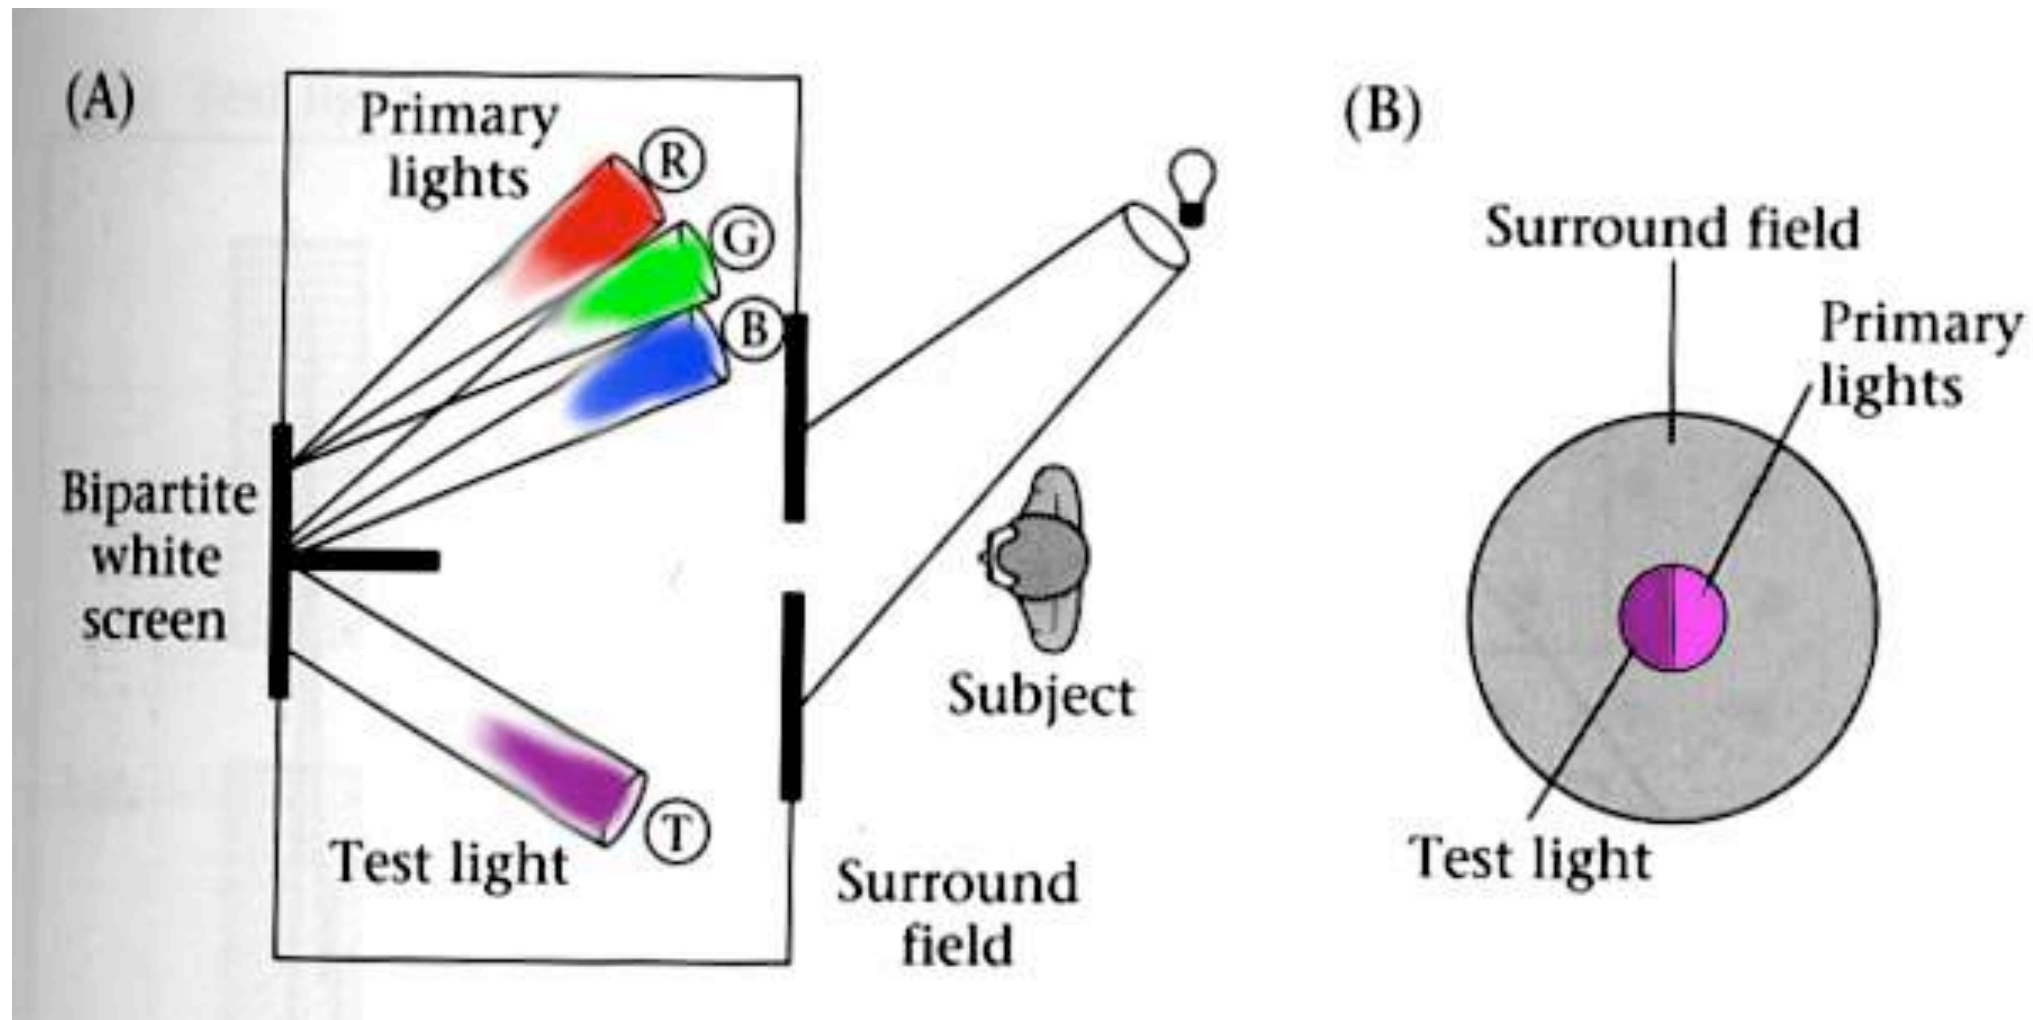 (A)
Primary
lights
R
G
B
Bipartite
white
screen
Subject
Test light
T
Surround
field
(B)
Surround field
Primary
lights
Test light